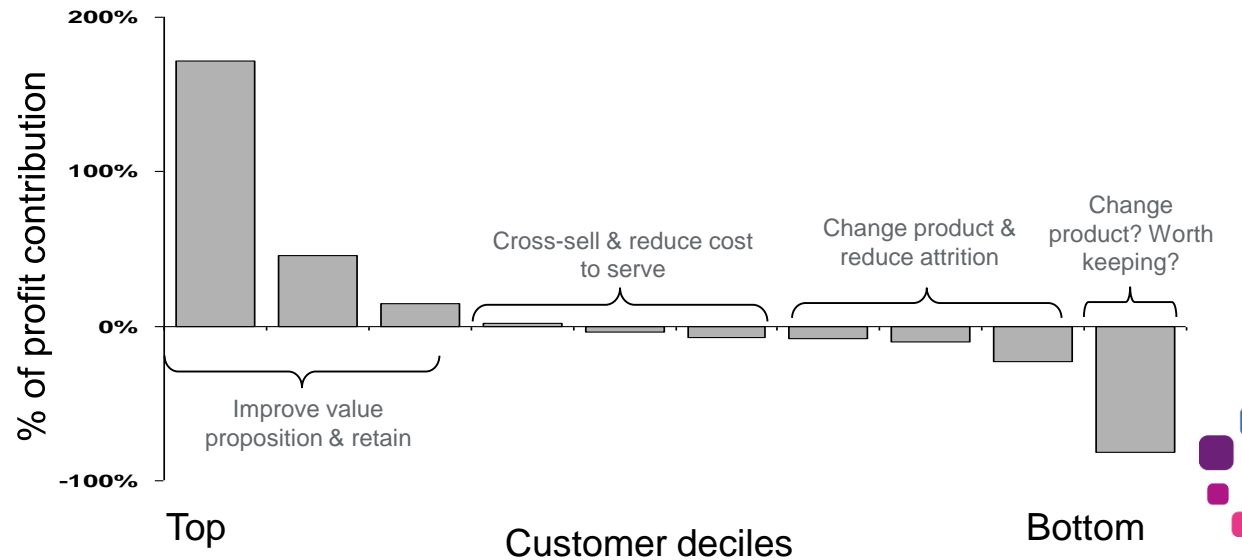 200%
100%
0%
-100%
% of profit contribution
Improve value
proposition & retain
Cross-sell & reduce cost
to serve
Change product &
reduce attrition
Change
product? Worth
keeping?
Top
Customer deciles
Bottom